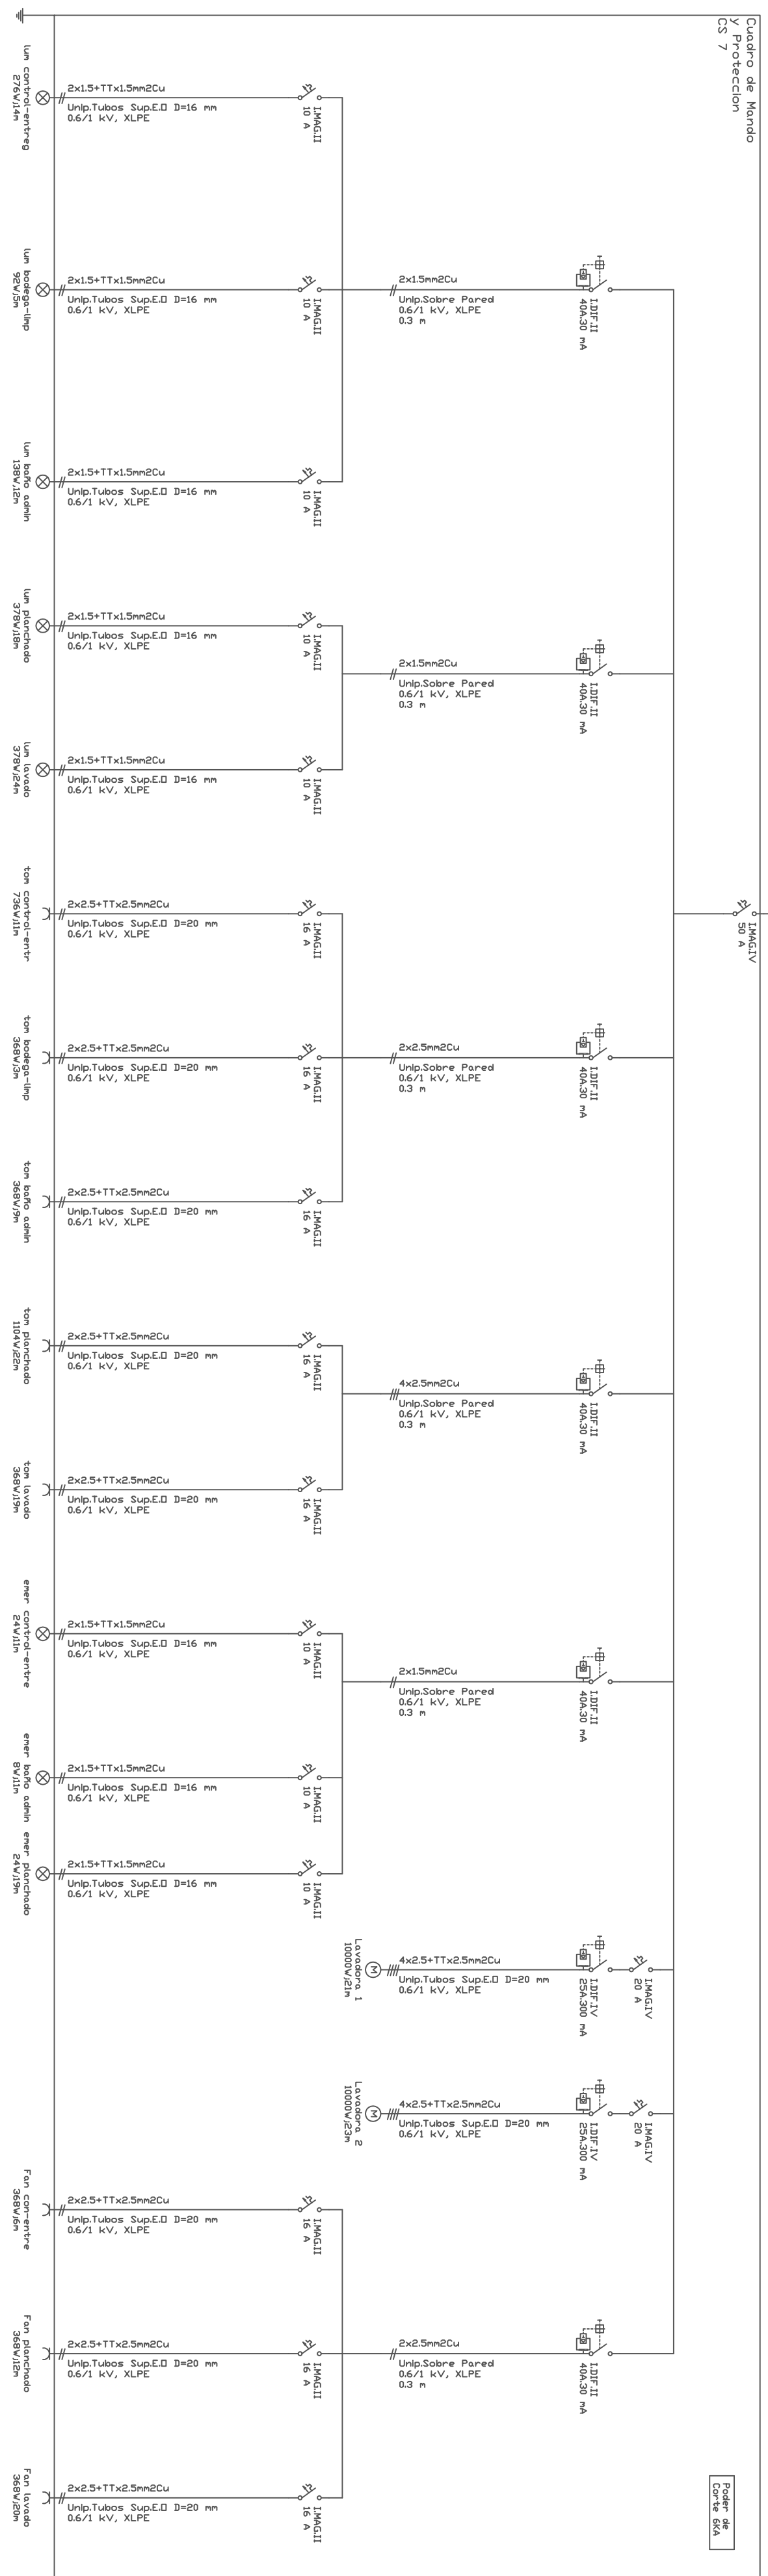 Cuadro de Mando
y Proteccion
CS 7
I.MAG.IV
50 A
I.DIF.II
40A.30 mA
2x1.5mm2Cu
Unip.Sobre Pared
0.6/1 kV, XLPE
0.3 m
I.MAG.II
10 A
2x1.5+TTx1.5mm2Cu
Unip.Tubos Sup.E.O D=16 mm
0.6/1 kV, XLPE
lum control-entreg
276W;14m
I.MAG.II
10 A
2x1.5+TTx1.5mm2Cu
Unip.Tubos Sup.E.O D=16 mm
0.6/1 kV, XLPE
lum bodega-limp
92W;5m
I.MAG.II
10 A
2x1.5+TTx1.5mm2Cu
Unip.Tubos Sup.E.O D=16 mm
0.6/1 kV, XLPE
lum baño admin
138W;12m
I.DIF.II
40A.30 mA
2x1.5mm2Cu
Unip.Sobre Pared
0.6/1 kV, XLPE
0.3 m
I.MAG.II
10 A
2x1.5+TTx1.5mm2Cu
Unip.Tubos Sup.E.O D=16 mm
0.6/1 kV, XLPE
lum planchado
378W;18m
I.MAG.II
10 A
2x1.5+TTx1.5mm2Cu
Unip.Tubos Sup.E.O D=16 mm
0.6/1 kV, XLPE
lum lavado
378W;24m
I.DIF.II
40A.30 mA
2x2.5mm2Cu
Unip.Sobre Pared
0.6/1 kV, XLPE
0.3 m
I.MAG.II
16 A
2x2.5+TTx2.5mm2Cu
Unip.Tubos Sup.E.O D=20 mm
0.6/1 kV, XLPE
tom control-entr
736W;11m
I.MAG.II
16 A
2x2.5+TTx2.5mm2Cu
Unip.Tubos Sup.E.O D=20 mm
0.6/1 kV, XLPE
tom bodega-limp
368W;3m
I.MAG.II
16 A
2x2.5+TTx2.5mm2Cu
Unip.Tubos Sup.E.O D=20 mm
0.6/1 kV, XLPE
tom baño admin
368W;9m
I.DIF.II
40A.30 mA
4x2.5mm2Cu
Unip.Sobre Pared
0.6/1 kV, XLPE
0.3 m
I.MAG.II
16 A
2x2.5+TTx2.5mm2Cu
Unip.Tubos Sup.E.O D=20 mm
0.6/1 kV, XLPE
tom planchado
1104W;22m
I.MAG.II
16 A
2x2.5+TTx2.5mm2Cu
Unip.Tubos Sup.E.O D=20 mm
0.6/1 kV, XLPE
tom lavado
368W;19m
I.DIF.II
40A.30 mA
2x1.5mm2Cu
Unip.Sobre Pared
0.6/1 kV, XLPE
0.3 m
I.MAG.II
10 A
2x1.5+TTx1.5mm2Cu
Unip.Tubos Sup.E.O D=16 mm
0.6/1 kV, XLPE
emer control-entre
24W;11m
I.MAG.II
10 A
2x1.5+TTx1.5mm2Cu
Unip.Tubos Sup.E.O D=16 mm
0.6/1 kV, XLPE
emer baño admin
8W;11m
I.MAG.II
10 A
2x1.5+TTx1.5mm2Cu
Unip.Tubos Sup.E.O D=16 mm
0.6/1 kV, XLPE
emer planchado
24W;19m
I.MAG.IV
20 A
I.DIF.IV
25A.300 mA
4x2.5+TTx2.5mm2Cu
Unip.Tubos Sup.E.O D=20 mm
0.6/1 kV, XLPE
M
Lavadora 1
10000W;21m
I.MAG.IV
20 A
I.DIF.IV
25A.300 mA
4x2.5+TTx2.5mm2Cu
Unip.Tubos Sup.E.O D=20 mm
0.6/1 kV, XLPE
M
Lavadora 2
10000W;23m
I.DIF.II
40A.30 mA
2x2.5mm2Cu
Unip.Sobre Pared
0.6/1 kV, XLPE
0.3 m
I.MAG.II
16 A
2x2.5+TTx2.5mm2Cu
Unip.Tubos Sup.E.O D=20 mm
0.6/1 kV, XLPE
Fan con-entre
368W;6m
I.MAG.II
16 A
2x2.5+TTx2.5mm2Cu
Unip.Tubos Sup.E.O D=20 mm
0.6/1 kV, XLPE
Fan planchado
368W;12m
I.MAG.II
16 A
2x2.5+TTx2.5mm2Cu
Unip.Tubos Sup.E.O D=20 mm
0.6/1 kV, XLPE
Fan lavado
368W;20m
Poder de
Corte 6KA